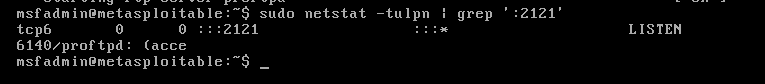 msfadmin@metasploitable:~$ sudo netstat -tulpn | grep ':2121'
tcp6       0      0 :::2121                 :::*                    LISTEN
6140/proftpd: (acce
msfadmin@metasploitable:~$ _